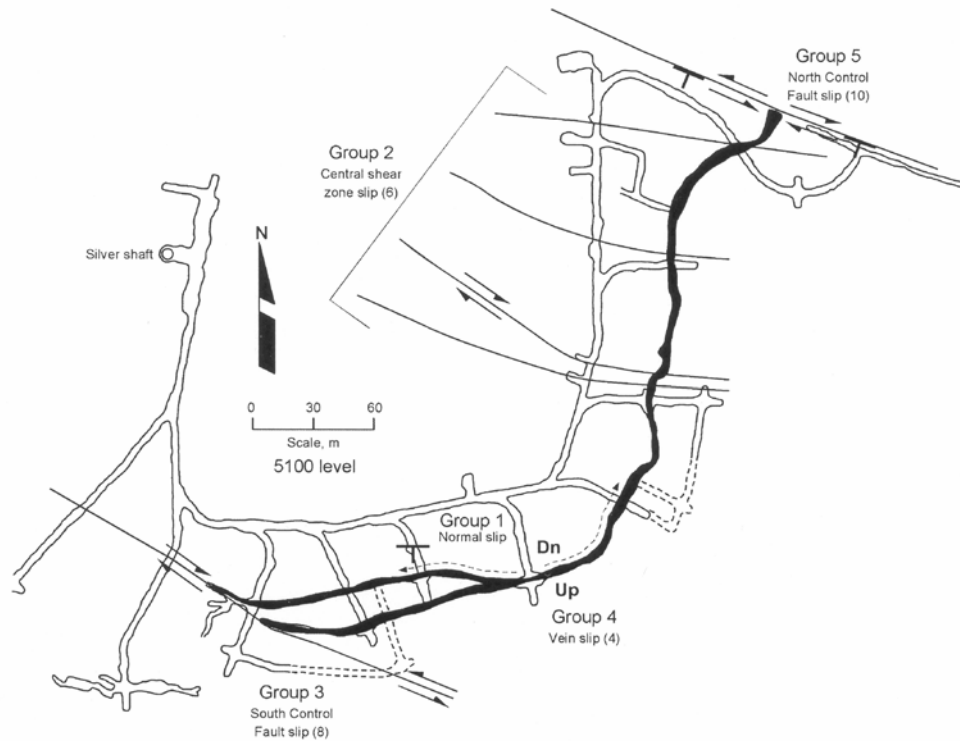 Group 5
North Control
Fault slip (10)
Group 2
Central shear
zone slip (6)
N
Silver shaft
0 30 60
Scale, m
5100 level
Group 1
Normal slip
Dn
Up
Group 4
Vein slip (4)
Group 3
South Control
Fault slip (8)